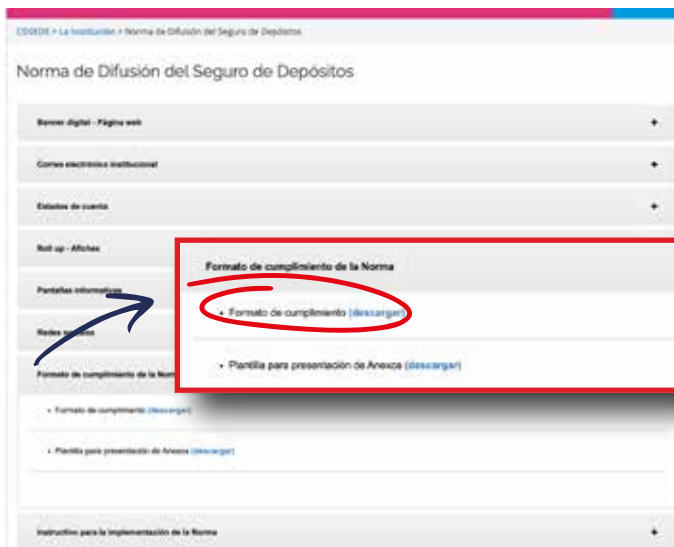 COSEDE > La Institución > Norma de Difusión del Seguro de Depósitos
Norma de Difusión del Seguro de Depósitos
Banner digital - Página web +
Correo electrónico institucional +
Estados de cuenta +
Roll up - Afiches
Pantallas informativas
Redes
Formato de cumplimiento de la Norma
• Formato de cumplimiento (descargar)
• Plantilla para presentación de Anexos (descargar)
Formato de cumplimiento de la Norma
• Formato de cumplimiento (descargar)
• Plantilla para presentación de Anexos (descargar)
Instructivo para la implementación de la Norma +